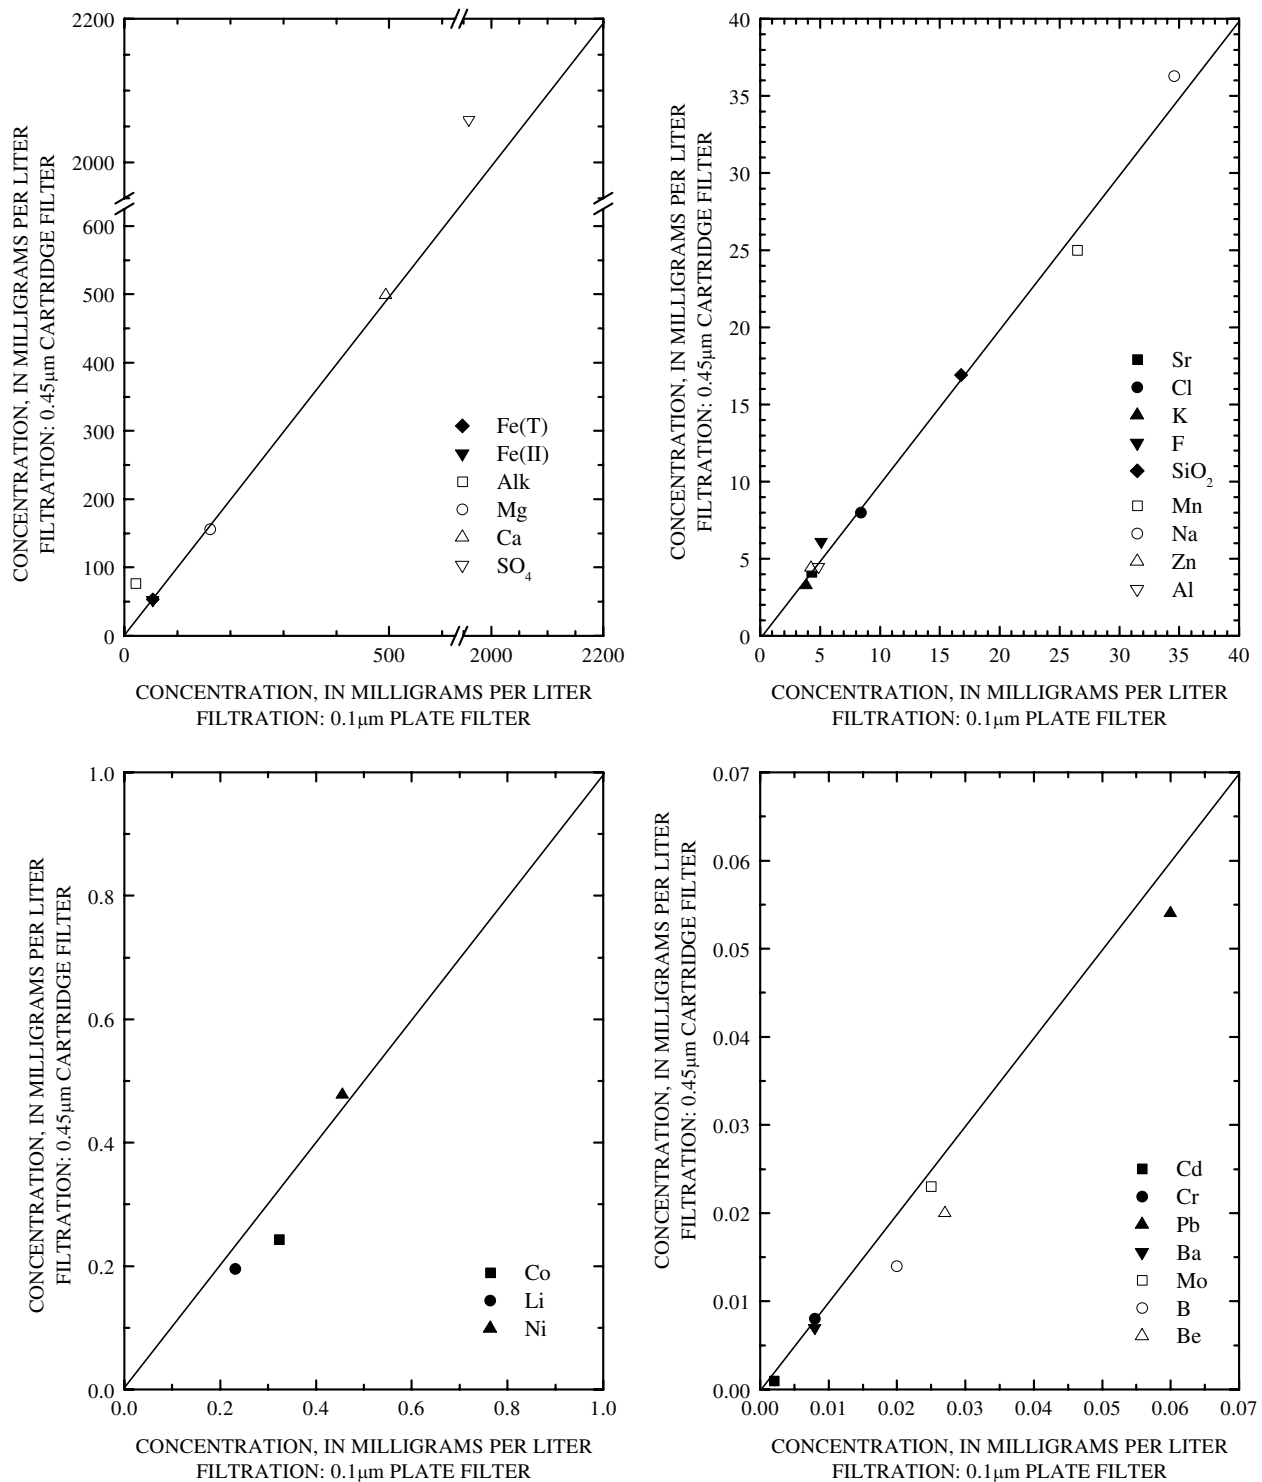 2200
2000
600
500
400
300
200
100
0
CONCENTRATION, IN MILLIGRAMS PER LITER
FILTRATION: 0.45µm CARTRIDGE FILTER
Fe(T)
Fe(II)
Alk
Mg
Ca
SO4
0 500 2000 2200
CONCENTRATION, IN MILLIGRAMS PER LITER
FILTRATION: 0.1µm PLATE FILTER
40
35
30
25
20
15
10
5
0
CONCENTRATION, IN MILLIGRAMS PER LITER
FILTRATION: 0.45µm CARTRIDGE FILTER
Sr
Cl
K
F
SiO2
Mn
Na
Zn
Al
0 5 10 15 20 25 30 35 40
CONCENTRATION, IN MILLIGRAMS PER LITER
FILTRATION: 0.1µm PLATE FILTER
1.0
0.8
0.6
0.4
0.2
0.0
CONCENTRATION, IN MILLIGRAMS PER LITER
FILTRATION: 0.45µm CARTRIDGE FILTER
Co
Li
Ni
0.0 0.2 0.4 0.6 0.8 1.0
CONCENTRATION, IN MILLIGRAMS PER LITER
FILTRATION: 0.1µm PLATE FILTER
0.07
0.06
0.05
0.04
0.03
0.02
0.01
0.00
CONCENTRATION, IN MILLIGRAMS PER LITER
FILTRATION: 0.45µm CARTRIDGE FILTER
Cd
Cr
Pb
Ba
Mo
B
Be
0.00 0.01 0.02 0.03 0.04 0.05 0.06 0.07
CONCENTRATION, IN MILLIGRAMS PER LITER
FILTRATION: 0.1µm PLATE FILTER